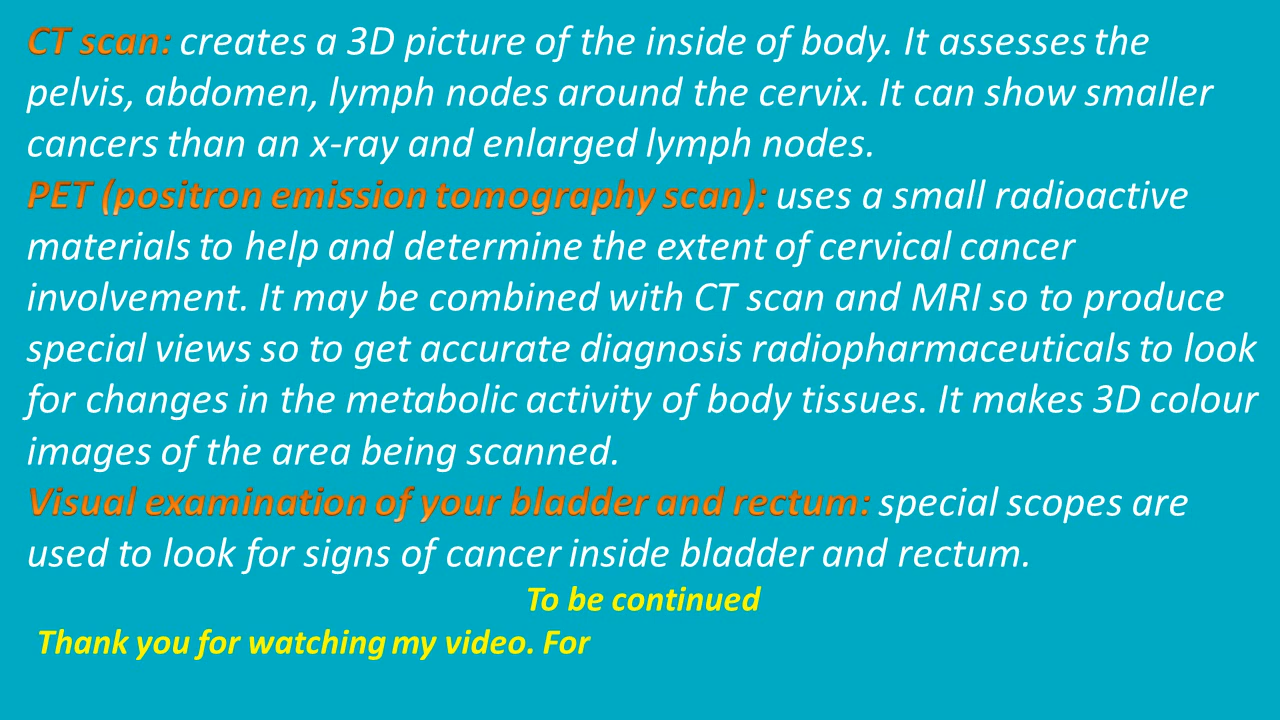 CT scan: creates a 3D picture of the inside of body. It assesses the
pelvis, abdomen, lymph nodes around the cervix. It can show smaller
cancers than an x-ray and enlarged lymph nodes.
PET (positron emission tomography scan): uses a small radioactive
materials to help and determine the extent of cervical cancer
involvement. It may be combined with CT scan and MRI so to produce
special views so to get accurate diagnosis radiopharmaceuticals to look
for changes in the metabolic activity of body tissues. It makes 3D colour
images of the area being scanned.
Visual examination of your bladder and rectum: special scopes are
used to look for signs of cancer inside bladder and rectum.
To be continued
Thank you for watching my video. For